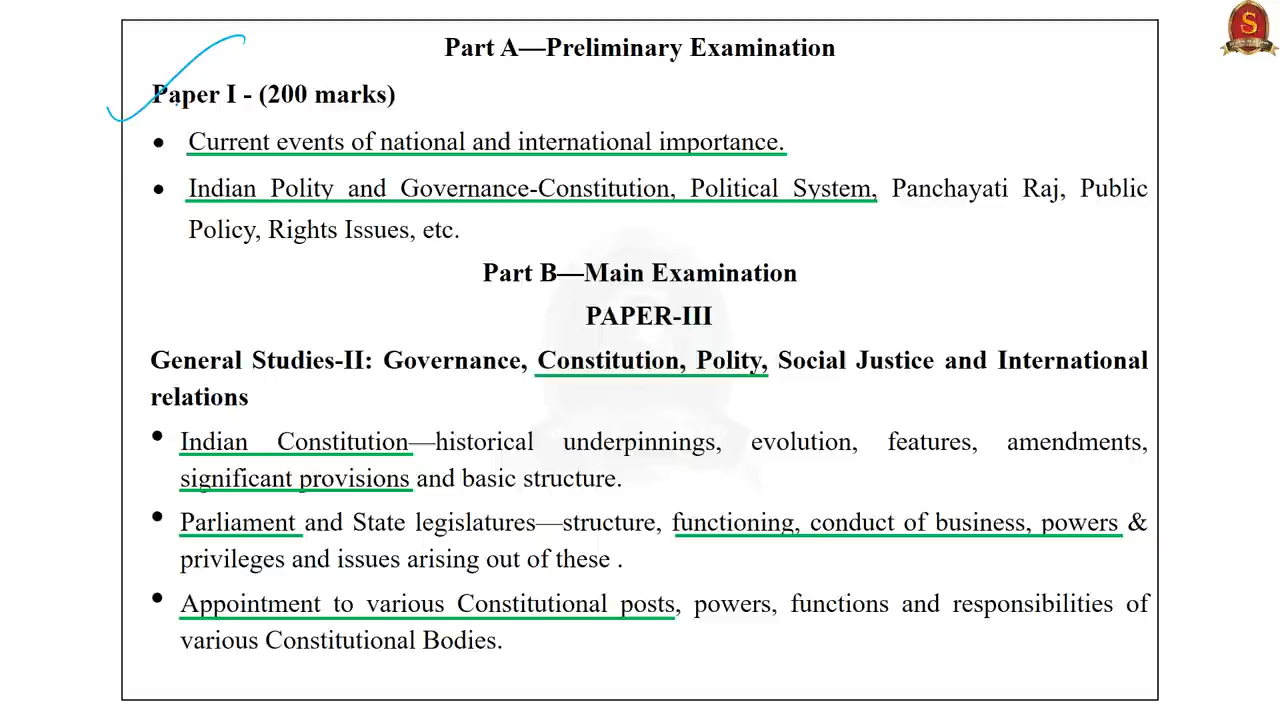 Part A—Preliminary Examination
Paper I - (200 marks)
• Current events of national and international importance.
• Indian Polity and Governance-Constitution, Political System, Panchayati Raj, Public
Policy, Rights Issues, etc.
Part B—Main Examination
PAPER-III
General Studies-II: Governance, Constitution, Polity, Social Justice and International
relations
• Indian Constitution—historical underpinnings, evolution, features, amendments,
significant provisions and basic structure.
• Parliament and State legislatures—structure, functioning, conduct of business, powers &
privileges and issues arising out of these .
• Appointment to various Constitutional posts, powers, functions and responsibilities of
various Constitutional Bodies.
S